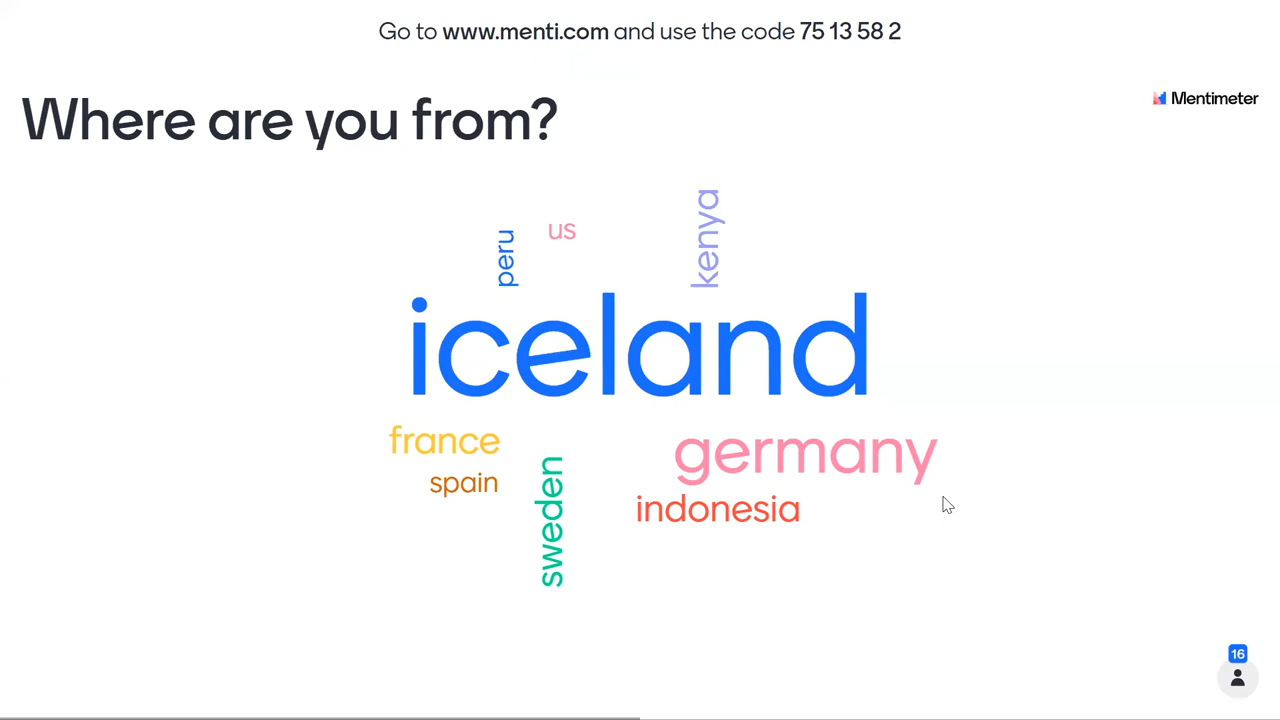 Go to www.menti.com and use the code 75 13 58 2
Mentimeter
Where are you from?
kenya
peru
us
iceland
france
germany
spain
sweden
indonesia
16